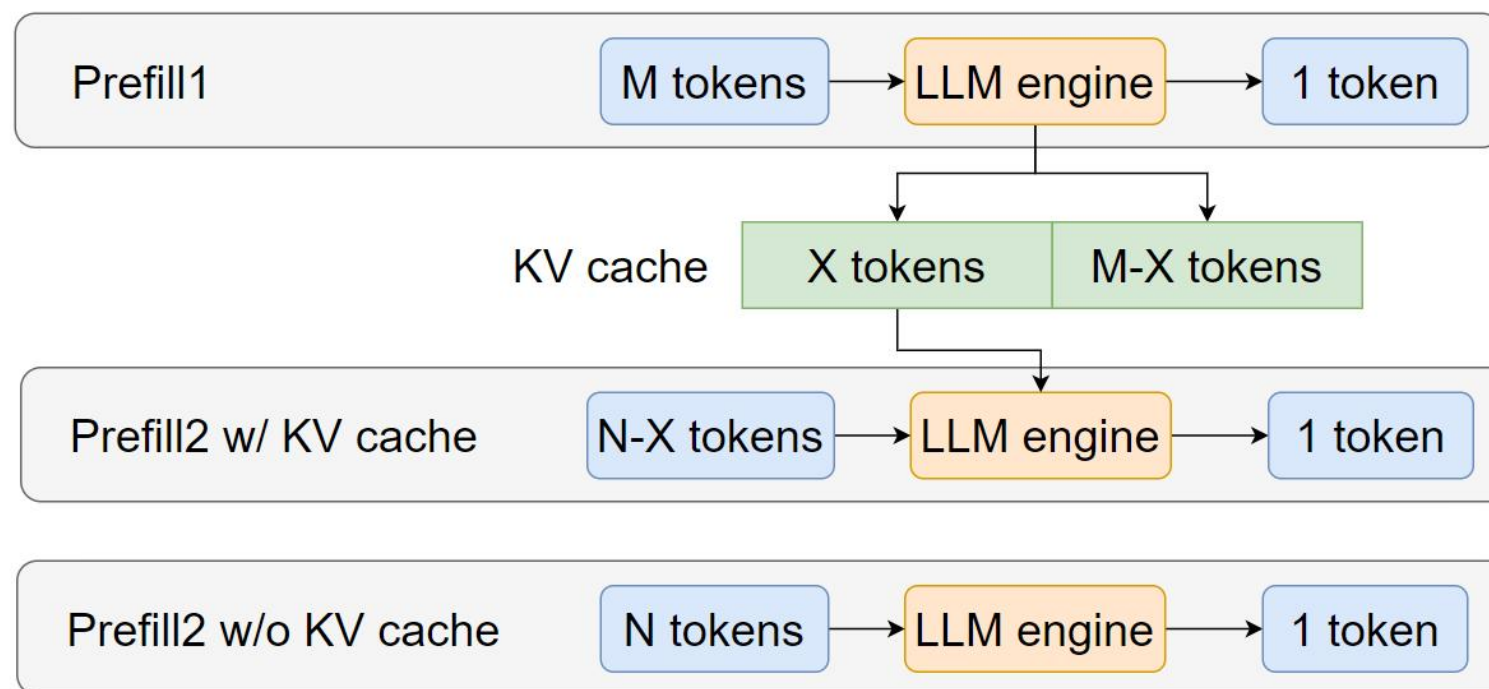 Prefill1 M tokens LLM engine 1 token
KV cache X tokens M-X tokens
Prefill2 w/ KV cache N-X tokens LLM engine 1 token
Prefill2 w/o KV cache N tokens LLM engine 1 token